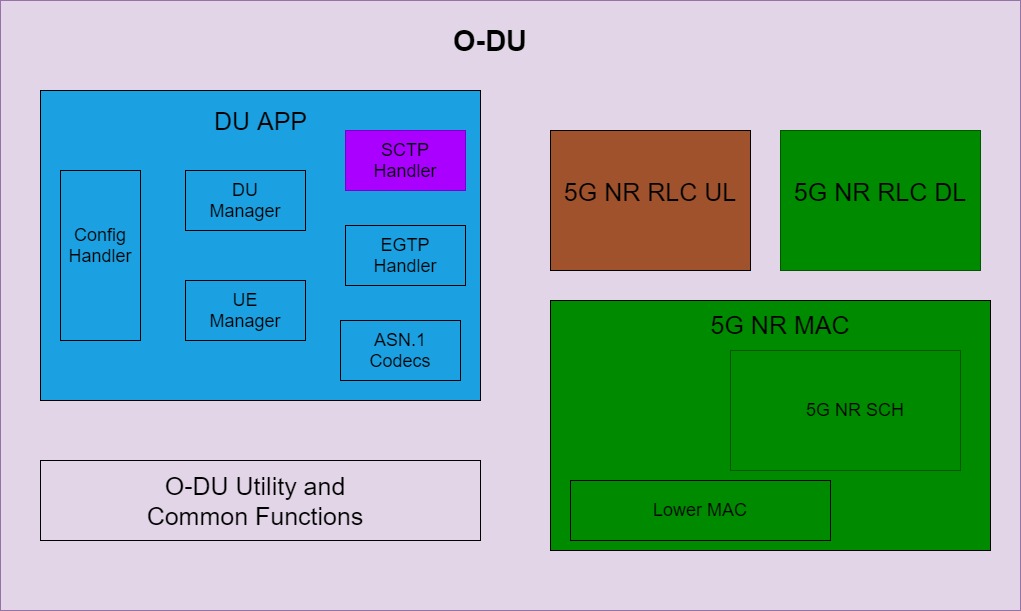 O-DU
DU APP
SCTP
Handler
Config
Handler
DU
Manager
EGTP
Handler
UE
Manager
ASN.1
Codecs
O-DU Utility and
Common Functions
5G NR RLC UL
5G NR RLC DL
5G NR MAC
5G NR SCH
Lower MAC